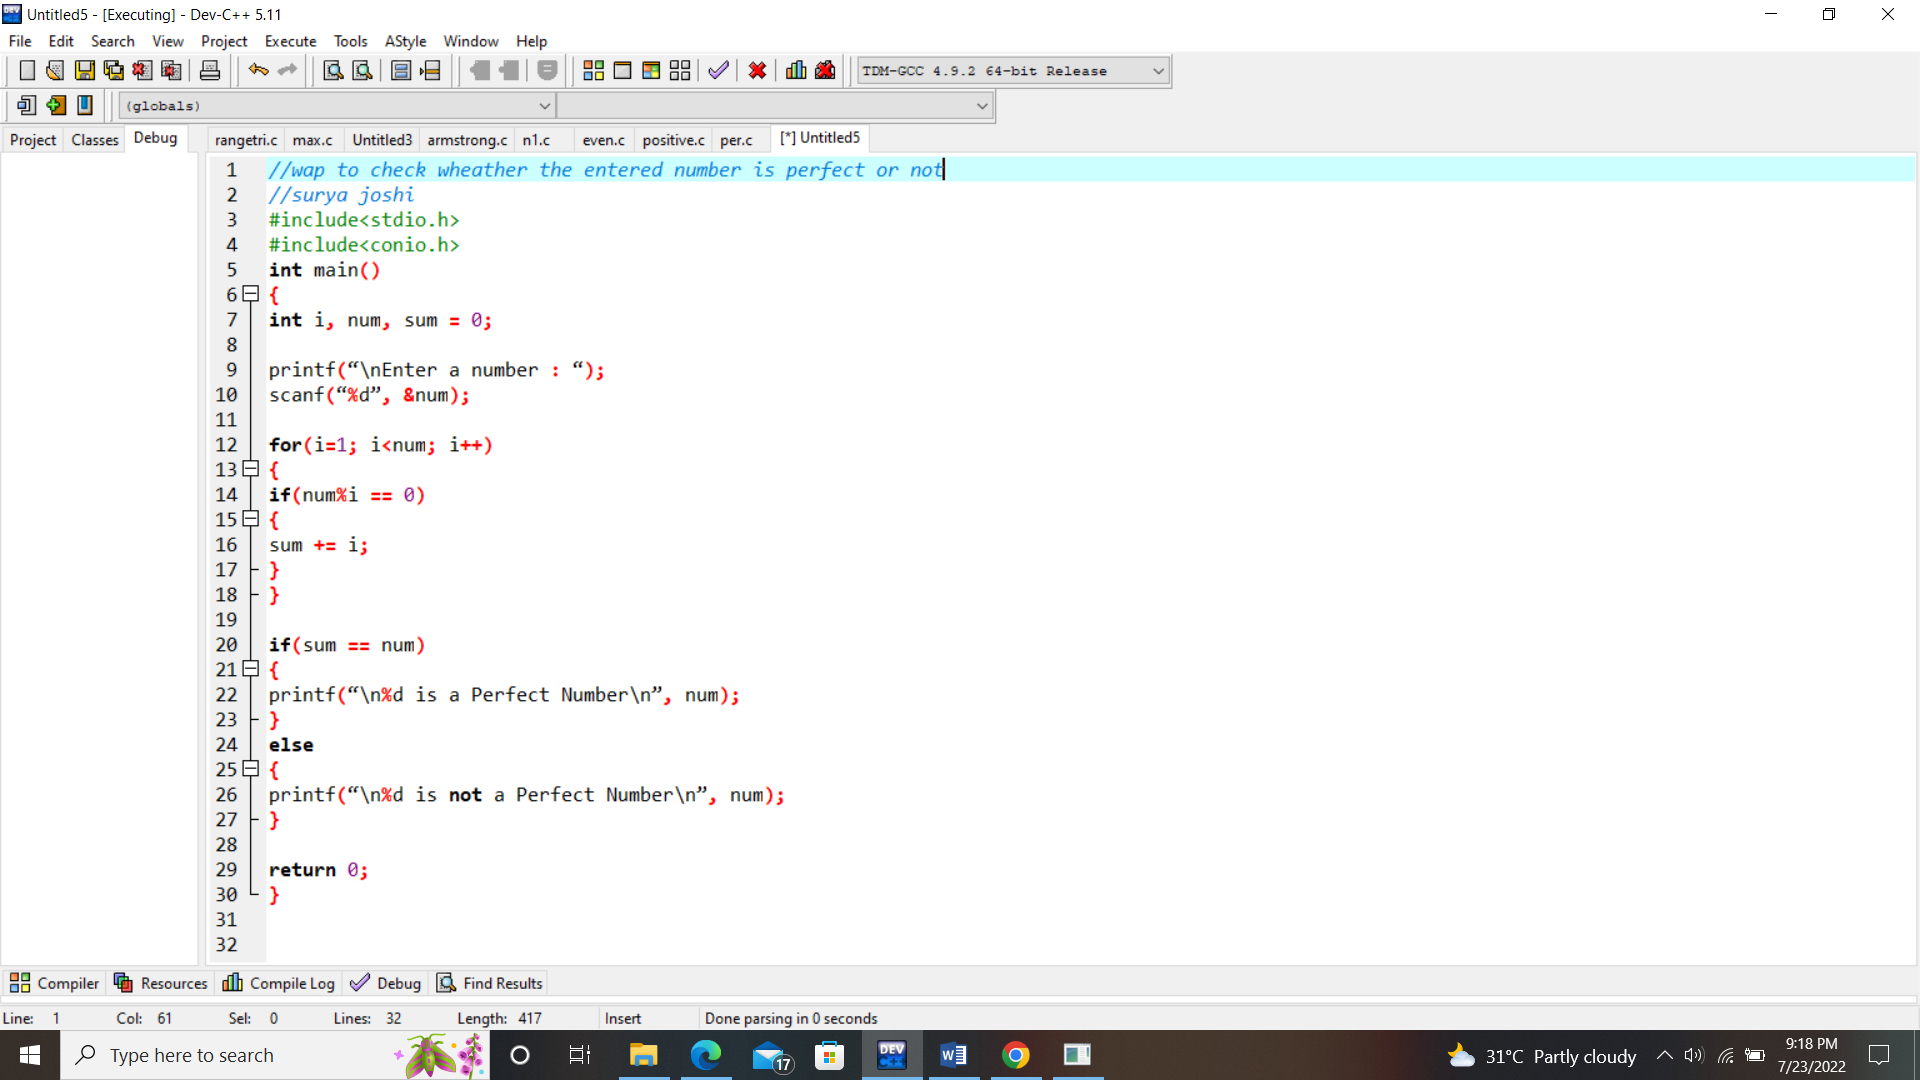 Untitled5 - [Executing] - Dev-C++ 5.11
File Edit Search View Project Execute Tools AStyle Window Help
TDM-GCC 4.9.2 64-bit Release
(globals)
Project Classes Debug
rangetri.c max.c Untitled3 armstrong.c n1.c even.c positive.c per.c [*] Untitled5
1 //wap to check wheather the entered number is perfect or not
2 //surya joshi
3 #include<stdio.h>
4 #include<conio.h>
5 int main()
6 {
7 int i, num, sum = 0;
8
9 printf(“\nEnter a number : “);
10 scanf(“%d”, &num);
11
12 for(i=1; i<num; i++)
13 {
14 if(num%i == 0)
15 {
16 sum += i;
17 }
18 }
19
20 if(sum == num)
21 {
22 printf(“\n%d is a Perfect Number\n”, num);
23 }
24 else
25 {
26 printf(“\n%d is not a Perfect Number\n”, num);
27 }
28
29 return 0;
30 }
31
32
Compiler Resources Compile Log Debug Find Results
Line: 1 Col: 61 Sel: 0 Lines: 32 Length: 417 Insert Done parsing in 0 seconds
Type here to search
17
DEV C++
W
31°C Partly cloudy
9:18 PM
7/23/2022